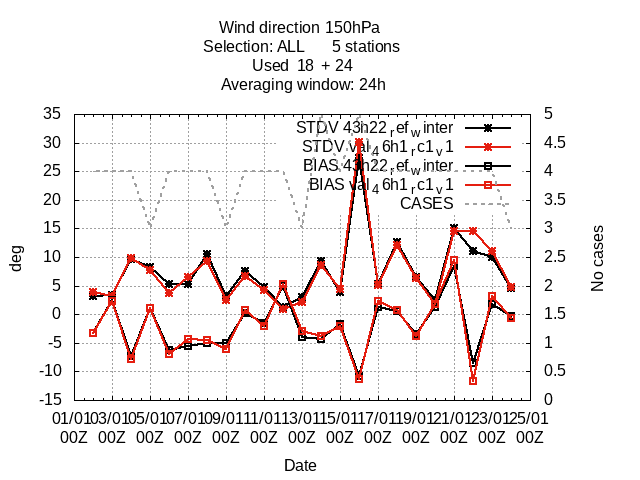 Wind direction 150hPa
Selection: ALL 5 stations
Used 18 + 24
Averaging window: 24h
35 30 25 20 15 10 5 0 -5 -10 -15
deg
STDV 43h22_ref_winter
STDV val_46h1_rc1_v1
BIAS 43h22_ref_winter
BIAS val_46h1_rc1_v1
CASES
5 4.5 4 3.5 3 2.5 2 1.5 1 0.5 0
No cases
01/01 03/01 05/01 07/01 09/01 11/01 13/01 15/01 17/01 19/01 21/01 23/01 25/01
00Z 00Z 00Z 00Z 00Z 00Z 00Z 00Z 00Z 00Z 00Z 00Z 00Z
Date